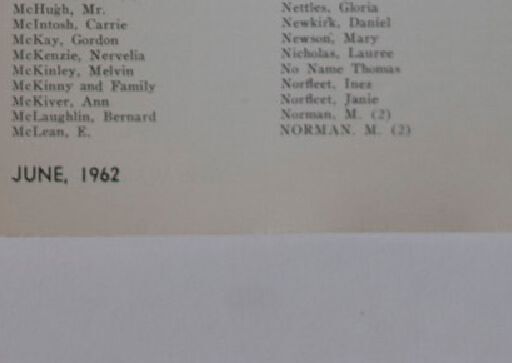 McHugh, Mr.
McIntosh, Carrie
McKay, Gordon
McKenzie, Nervelia
McKinley, Melvin
McKinny and Family
McKiver, Ann
McLaughlin, Bernard
McLean, E.
Nettles, Gloria
Newkirk, Daniel
Newson, Mary
Nicholas, Lauree
No Name Thomas
Norfleet, Inez
Norfleet, Janie
Norman, M. (2)
NORMAN. M. (2)
JUNE, 1962